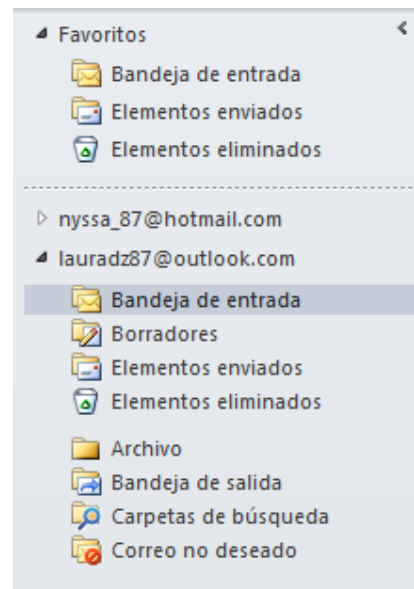 Favoritos
Bandeja de entrada
Elementos enviados
Elementos eliminados
nyssa_87@hotmail.com
lauradz87@outlook.com
Bandeja de entrada
Borradores
Elementos enviados
Elementos eliminados
Archivo
Bandeja de salida
Carpetas de búsqueda
Correo no deseado